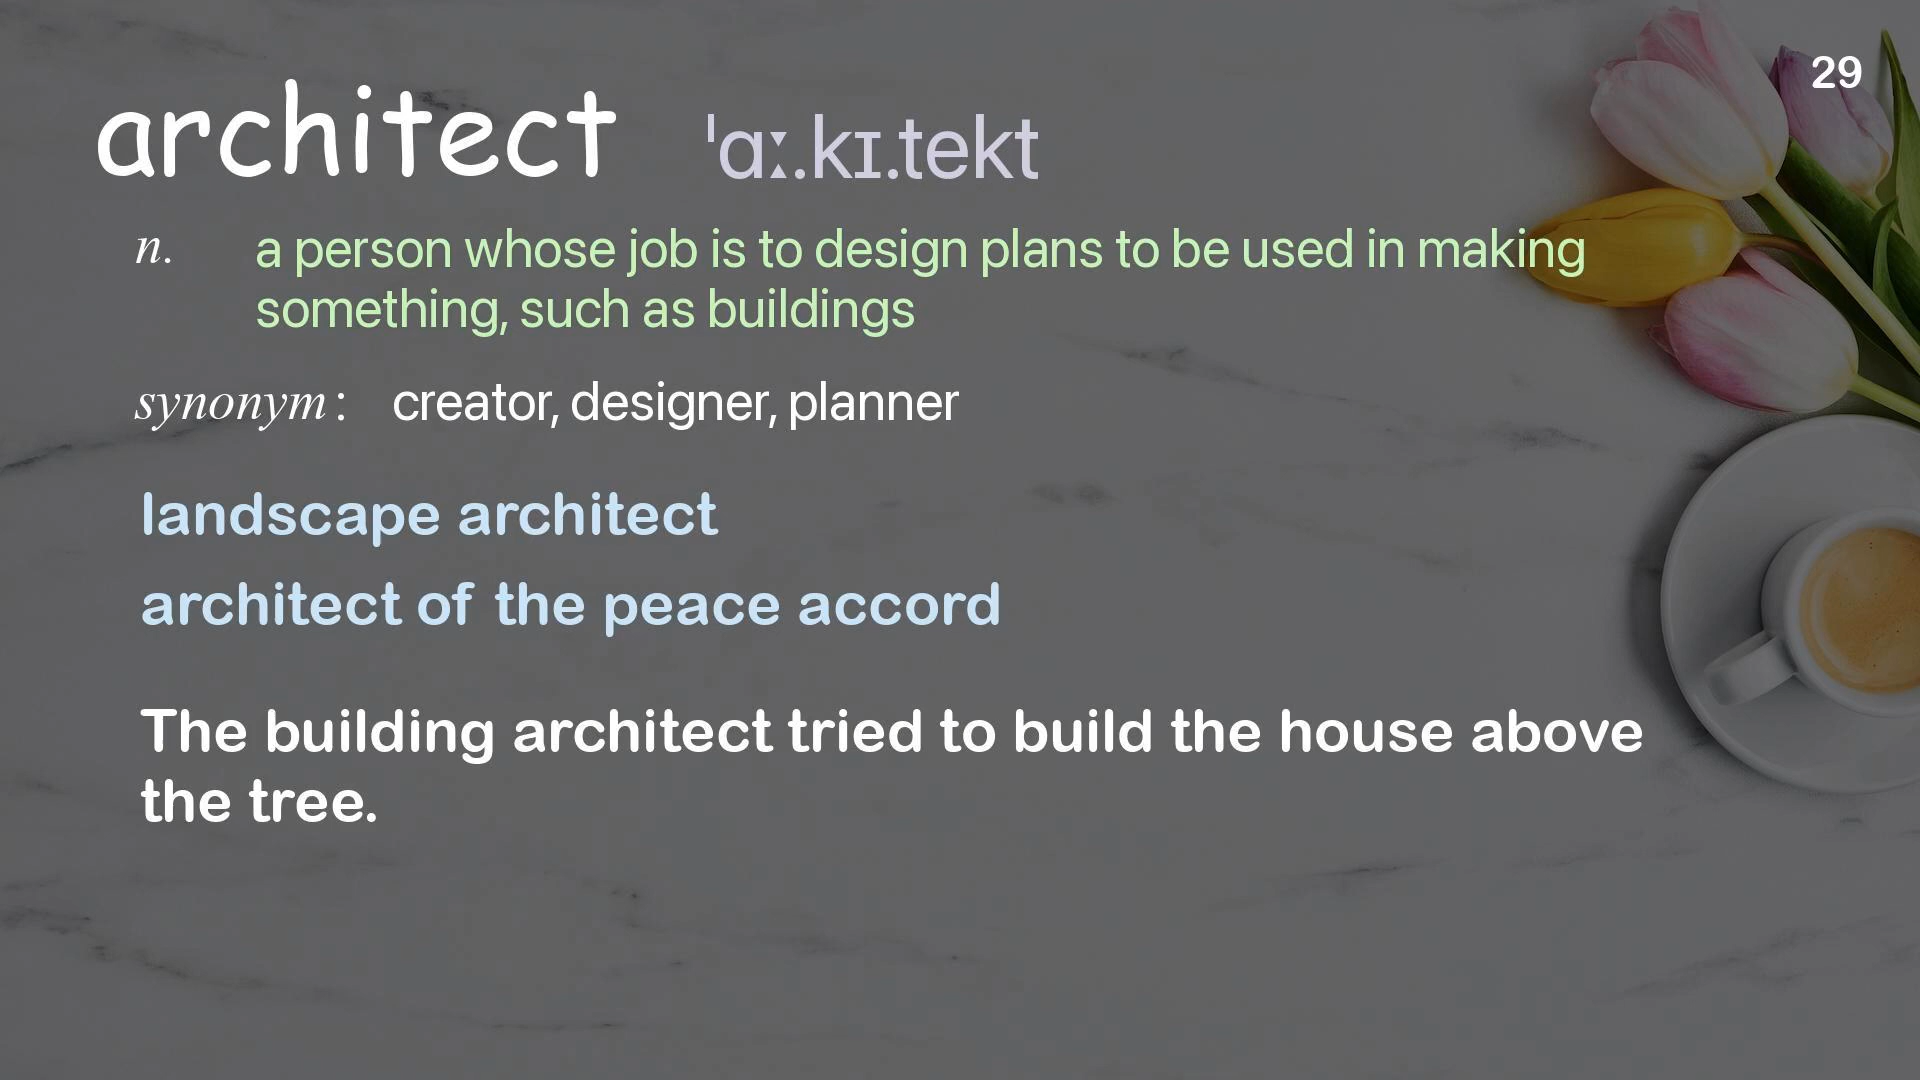 29
architect ˈɑː.kɪ.tekt
n. a person whose job is to design plans to be used in making
something, such as buildings
synonym: creator, designer, planner
landscape architect
architect of the peace accord
The building architect tried to build the house above
the tree.